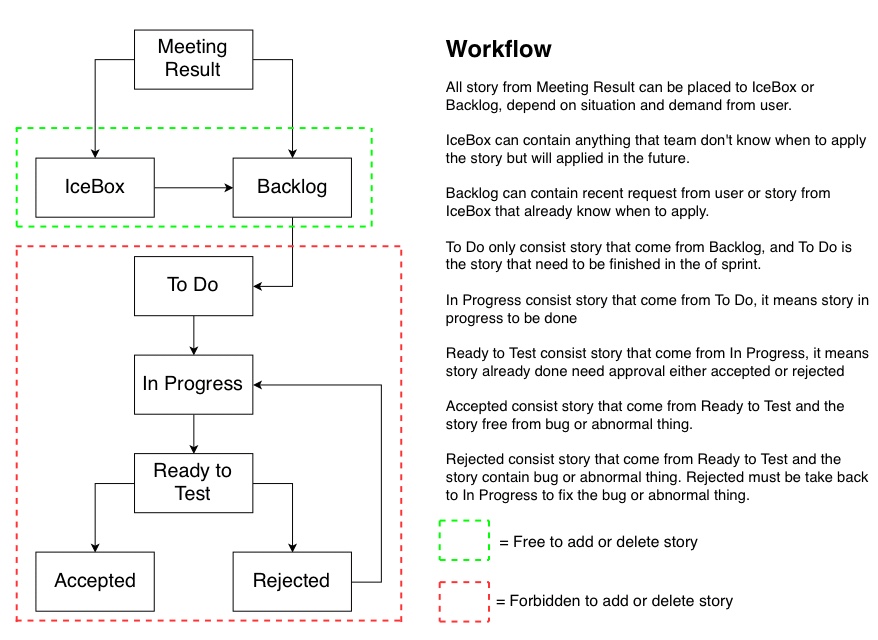 Meeting
Result
IceBox
Backlog
To Do
In Progress
Ready to
Test
Accepted
Rejected
Workflow
All story from Meeting Result can be placed to IceBox or
Backlog, depend on situation and demand from user.
IceBox can contain anything that team don't know when to apply
the story but will applied in the future.
Backlog can contain recent request from user or story from
IceBox that already know when to apply.
To Do only consist story that come from Backlog, and To Do is
the story that need to be finished in the of sprint.
In Progress consist story that come from To Do, it means story in
progress to be done
Ready to Test consist story that come from In Progress, it means
story already done need approval either accepted or rejected
Accepted consist story that come from Ready to Test and the
story free from bug or abnormal thing.
Rejected consist story that come from Ready to Test and the
story contain bug or abnormal thing. Rejected must be take back
to In Progress to fix the bug or abnormal thing.
= Free to add or delete story
= Forbidden to add or delete story